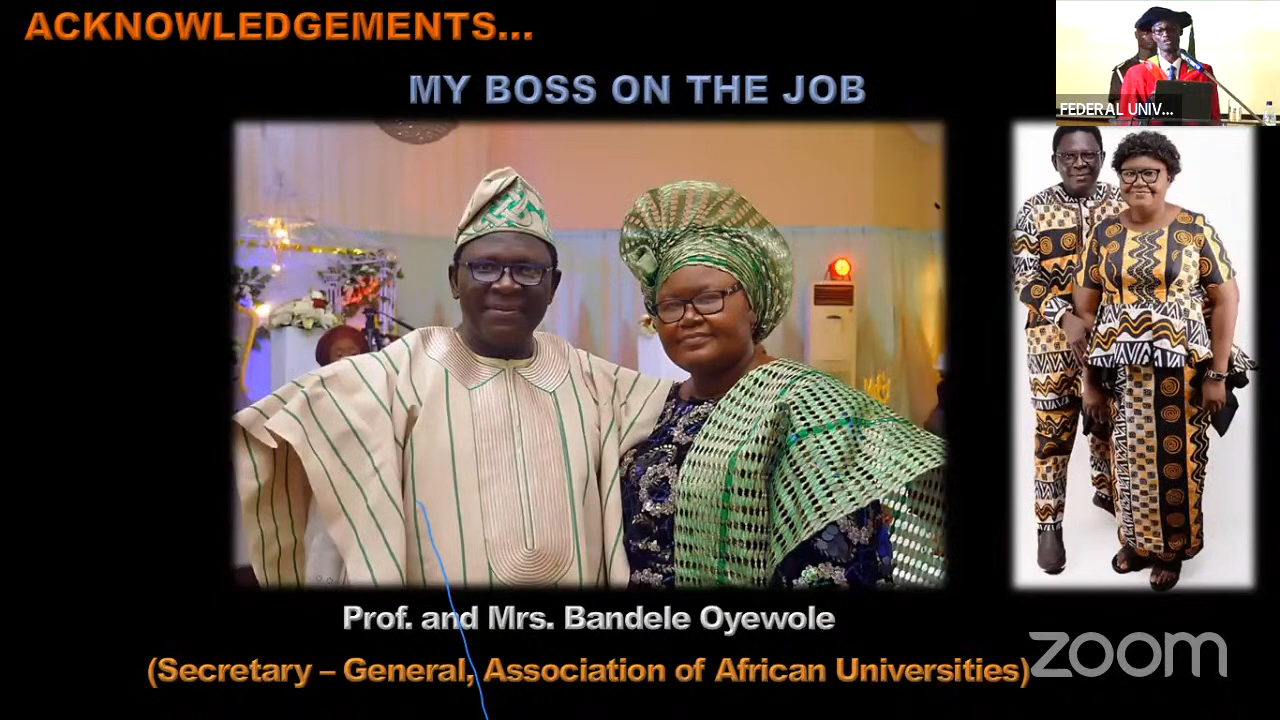 ACKNOWLEDGEMENTS...
MY BOSS ON THE JOB
FEDERAL UNIV...
Prof. and Mrs. Bandele Oyewole
(Secretary – General, Association of African Universities)
zoom